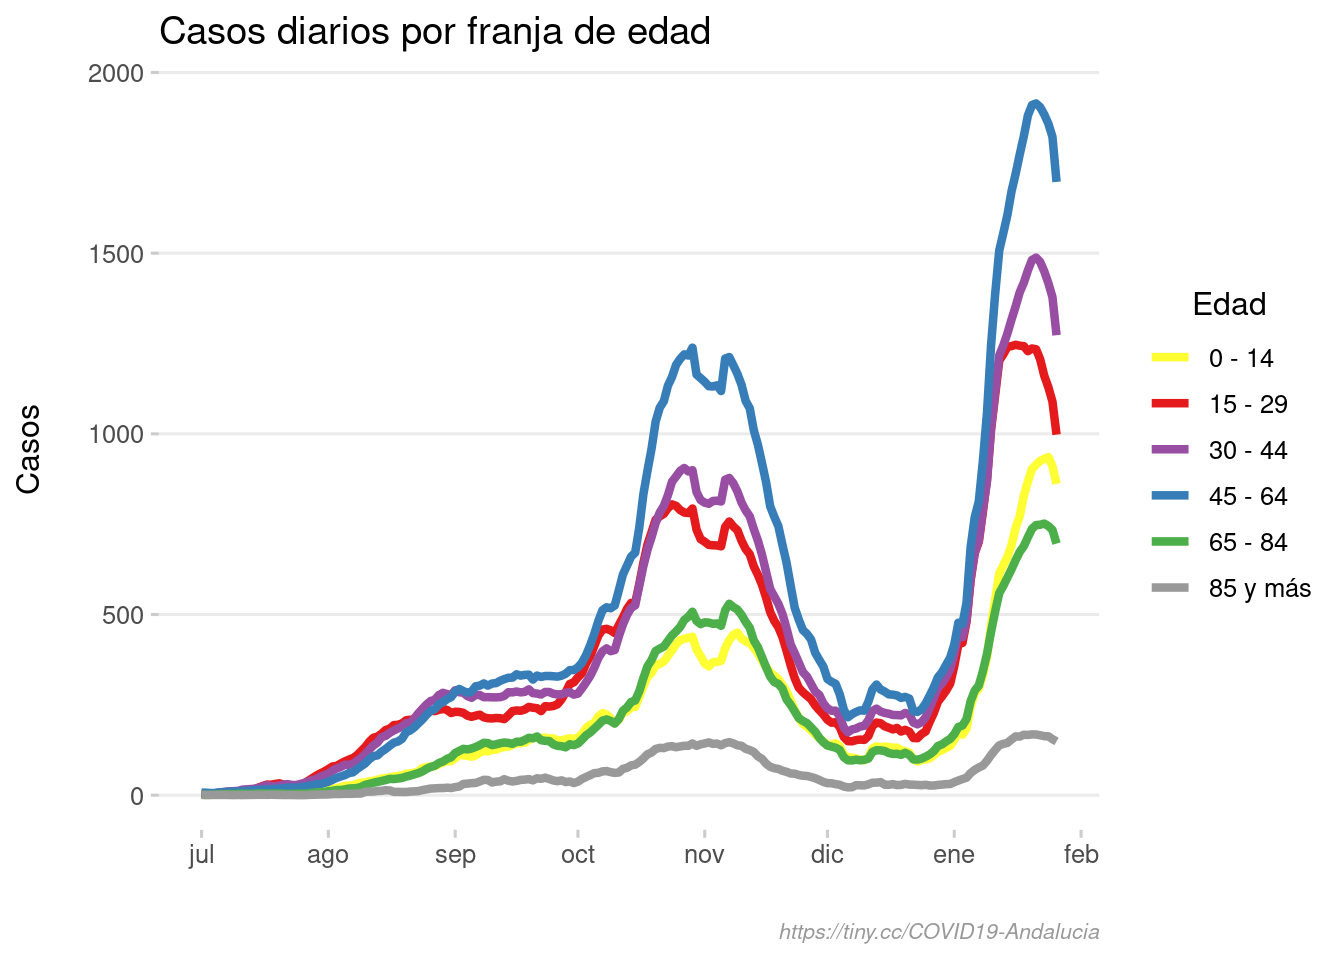 Casos diarios por franja de edad
2000
1500
1000
500
0
Casos
jul ago sep oct nov dic ene feb
Edad
0 - 14
15 - 29
30 - 44
45 - 64
65 - 84
85 y más
https://tiny.cc/COVID19-Andalucia